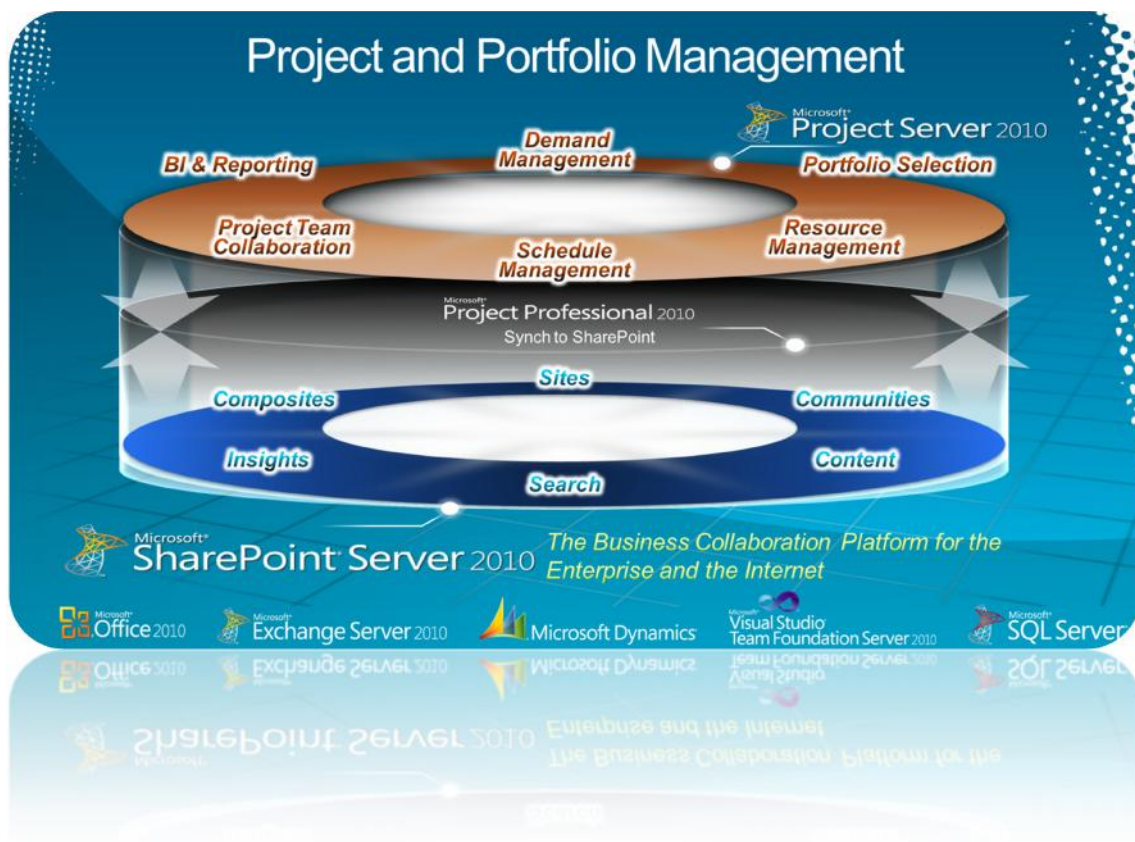 Project and Portfolio Management
Microsoft®
Project Server 2010
Demand
Management
BI & Reporting
Portfolio Selection
Project Team
Collaboration
Resource
Management
Schedule
Management
Microsoft®
Project Professional 2010
Synch to SharePoint
Sites
Composites
Communities
Insights
Content
Search
Microsoft®
SharePoint® Server 2010
The Business Collaboration Platform for the
Enterprise and the Internet
Microsoft®
Office 2010
Microsoft®
Exchange Server 2010
Microsoft Dynamics
Microsoft®
Visual Studio
Team Foundation Server 2010
Microsoft®
SQL Server